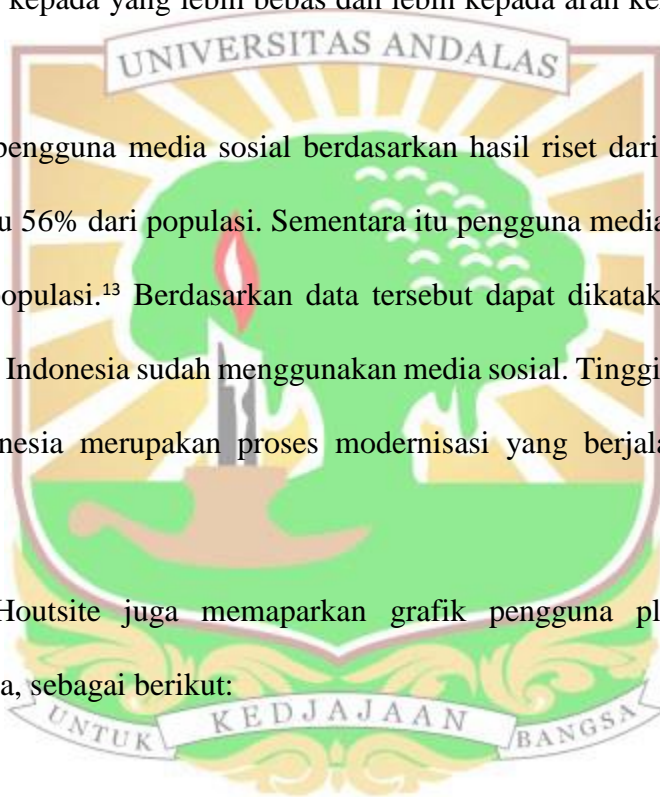 kepada yang lebih bebas dan lebih kepada arah
UNIVERSITAS ANDALAS
pengguna media sosial berdasarkan hasil riset dari
u 56% dari populasi. Sementara itu pengguna media
populasi.¹³ Berdasarkan data tersebut dapat dikatak
Indonesia sudah menggunakan media sosial. Tinggi
nesia merupakan proses modernisasi yang berjala
Houtsite juga memaparkan grafik pengguna pl
a, sebagai berikut:
UNTUK KEDJAJAAN BANGSA